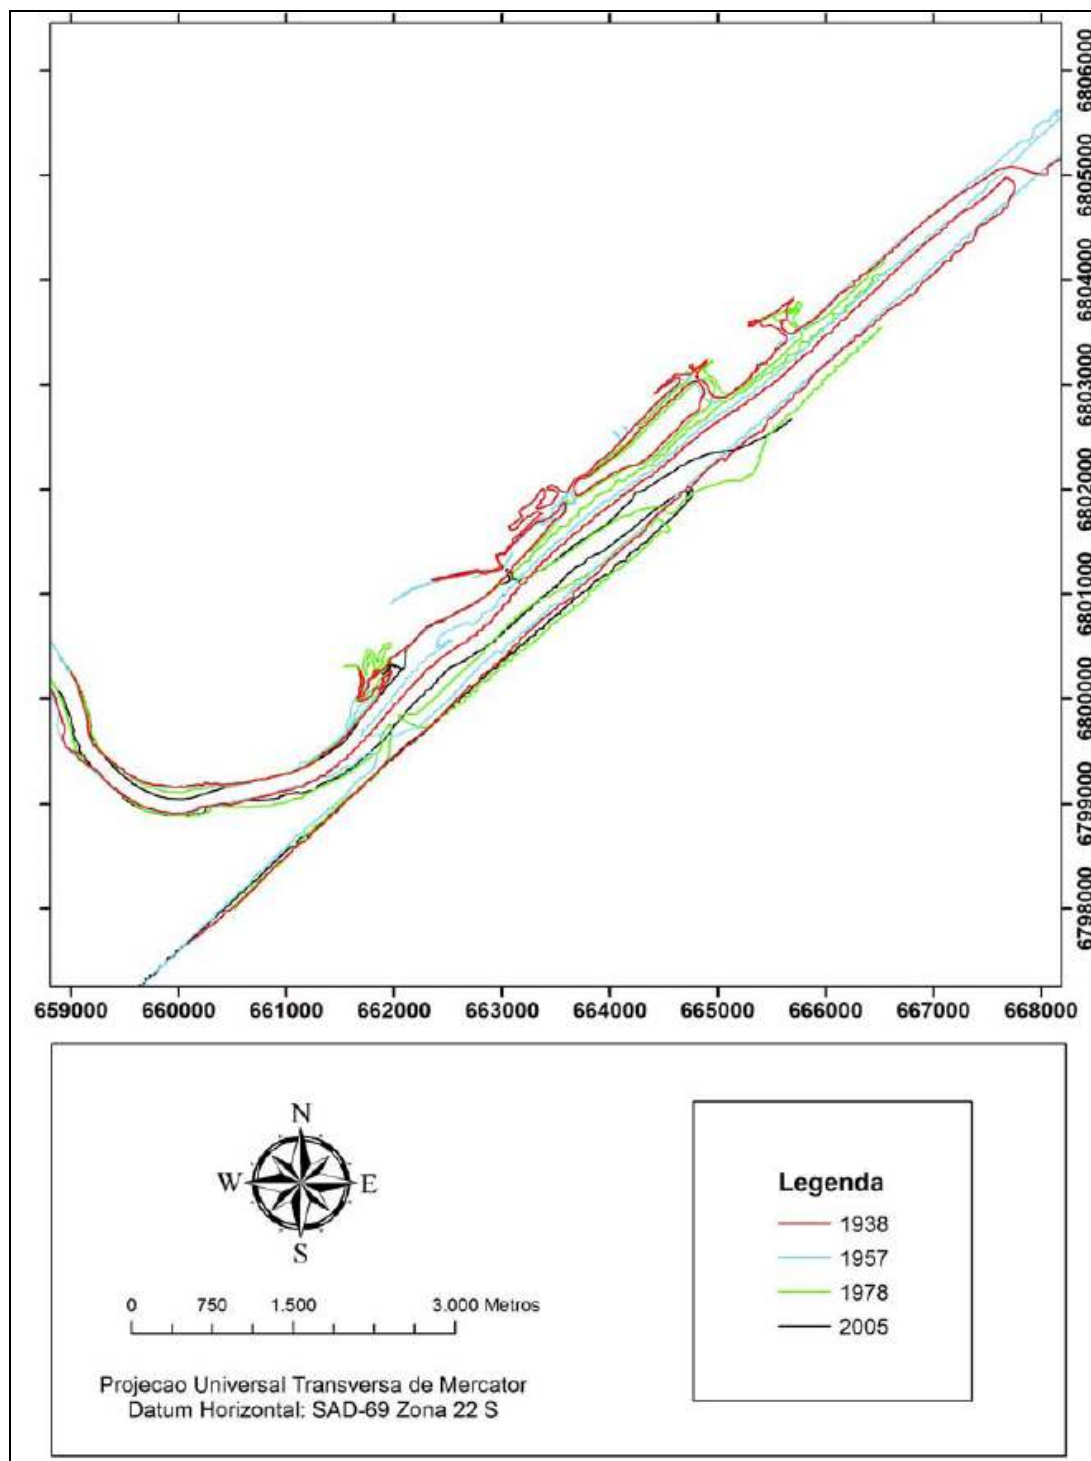 6806000
6805000
6804000
6803000
6802000
6801000
6800000
6799000
6798000
659000 660000 661000 662000 663000 664000 665000 666000 667000 668000
N
W E
S
0 750 1.500 3.000 Metros
Projecao Universal Transversa de Mercator
Datum Horizontal: SAD-69 Zona 22 S
Legenda
1938
1957
1978
2005